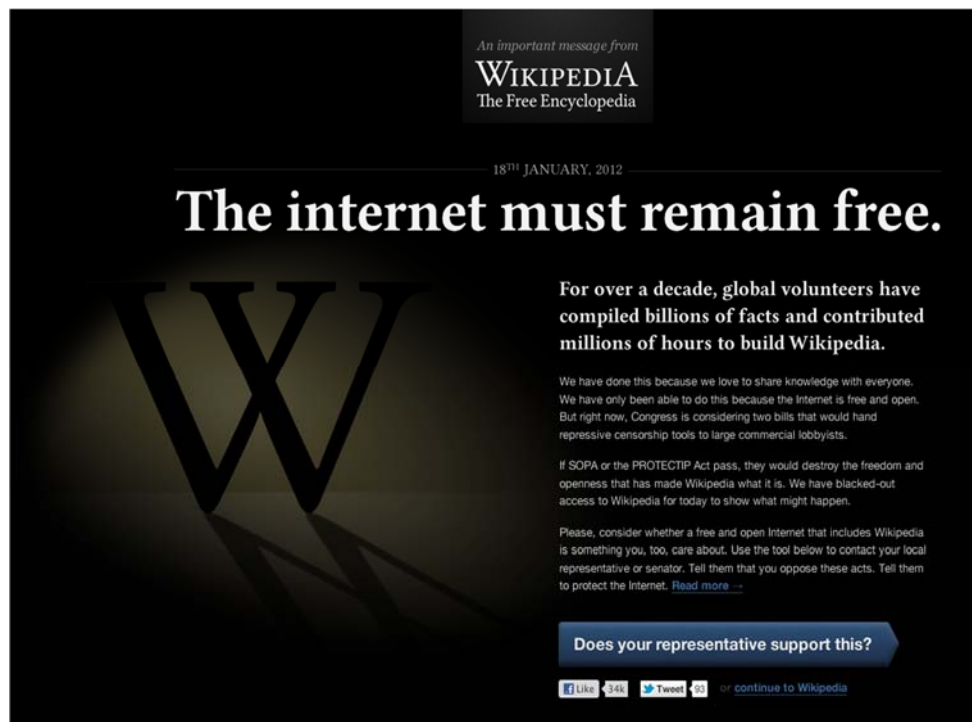 An important message from
WIKIPEDIA
The Free Encyclopedia
18TH JANUARY, 2012
The internet must remain free.
W
For over a decade, global volunteers have
compiled billions of facts and contributed
millions of hours to build Wikipedia.
We have done this because we love to share knowledge with everyone.
We have only been able to do this because the Internet is free and open.
But right now, Congress is considering two bills that would hand
repressive censorship tools to large commercial lobbyists.
If SOPA or the PROTECTIP Act pass, they would destroy the freedom and
openness that has made Wikipedia what it is. We have blacked-out
access to Wikipedia for today to show what might happen.
Please, consider whether a free and open Internet that includes Wikipedia
is something you, too, care about. Use the tool below to contact your local
representative or senator. Tell them that you oppose these acts. Tell them
to protect the Internet. Read more →
Does your representative support this?
f Like 34k Tweet 93 or continue to Wikipedia